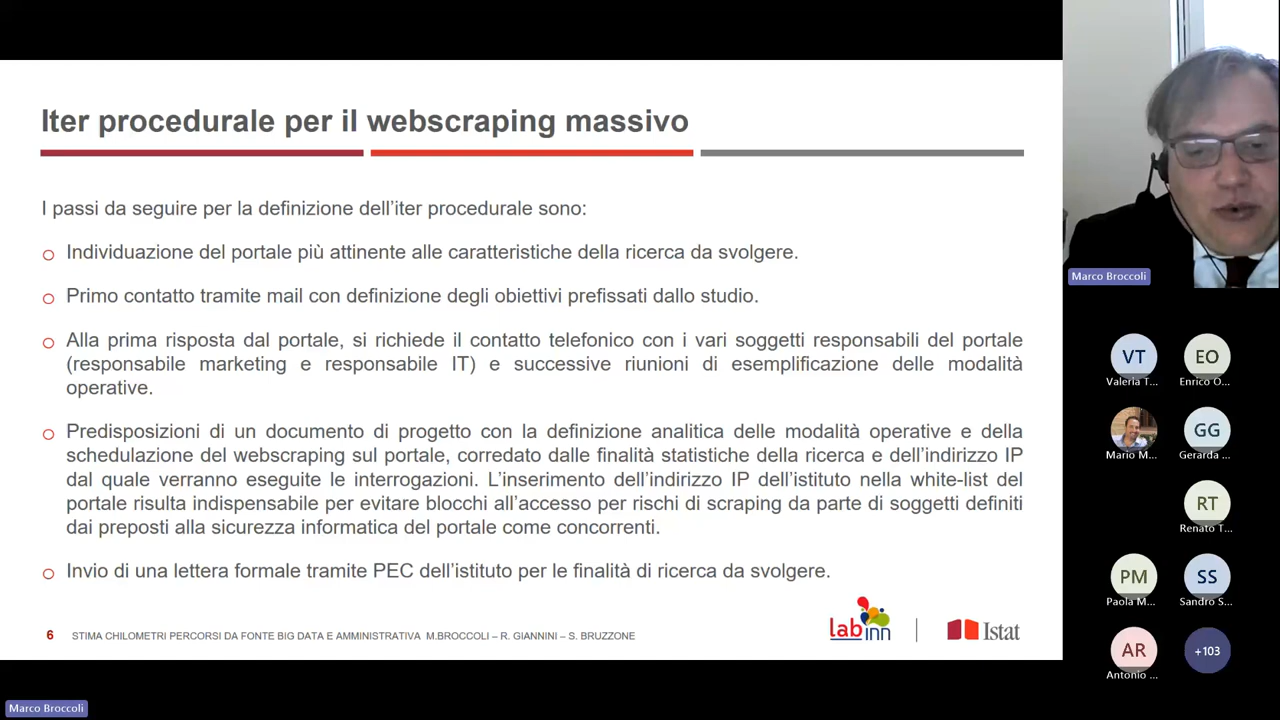 Iter procedurale per il webscraping massivo
I passi da seguire per la definizione dell'iter procedurale sono:
Individuazione del portale più attinente alle caratteristiche della ricerca da svolgere.
Primo contatto tramite mail con definizione degli obiettivi prefissati dallo studio.
Alla prima risposta dal portale, si richiede il contatto telefonico con i vari soggetti responsabili del portale
(responsabile marketing e responsabile IT) e successive riunioni di esemplificazione delle modalità
operative.
Predisposizioni di un documento di progetto con la definizione analitica delle modalità operative e della
schedulazione del webscraping sul portale, corredato dalle finalità statistiche della ricerca e dell'indirizzo IP
dal quale verranno eseguite le interrogazioni. L'inserimento dell'indirizzo IP dell'istituto nella white-list del
portale risulta indispensabile per evitare blocchi all'accesso per rischi di scraping da parte di soggetti definiti
dai preposti alla sicurezza informatica del portale come concorrenti.
Invio di una lettera formale tramite PEC dell'istituto per le finalità di ricerca da svolgere.
6 STIMA CHILOMETRI PERCORSI DA FONTE BIG DATA E AMMINISTRATIVA M.BROCCOLI – R. GIANNINI – S. BRUZZONE
lab inn
Istat
Marco Broccoli
VT EO
Valeria T... Enrico O...
GG
Mario M... Gerarda ...
RT
Renato T...
PM SS
Paola M... Sandro S...
AR +103
Antonio ...
Marco Broccoli